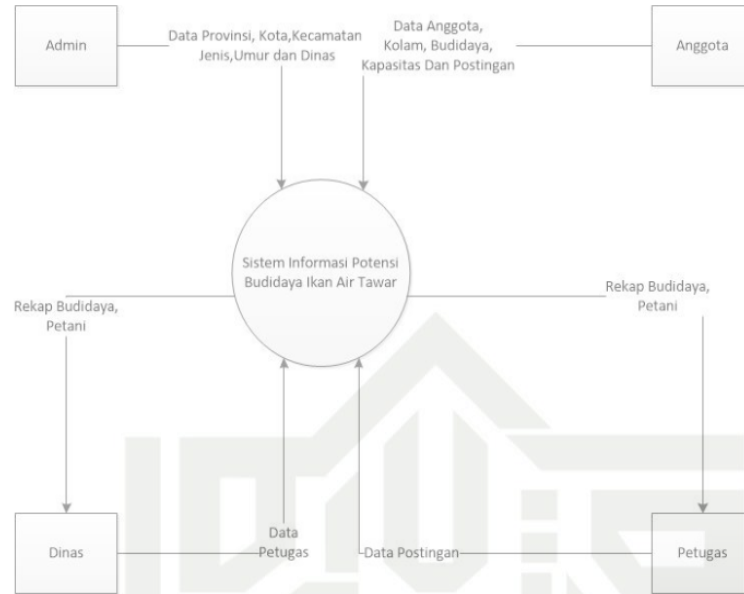 Admin
Data Provinsi, Kota,Kecamatan
Jenis,Umur dan Dinas
Data Anggota,
Kolam, Budidaya,
Kapasitas Dan Postingan
Anggota
Sistem Informasi Potensi
Budidaya Ikan Air Tawar
Rekap Budidaya,
Petani
Rekap Budidaya,
Petani
Dinas
Data
Petugas
Data Postingan
Petugas